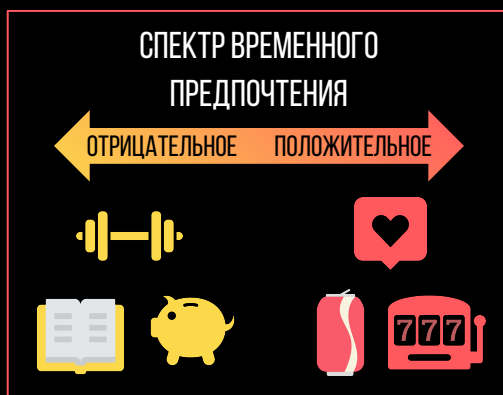 СПЕКТР ВРЕМЕННОГО
ПРЕДПОЧТЕНИЯ
ОТРИЦАТЕЛЬНОЕ ПОЛОЖИТЕЛЬНОЕ
777